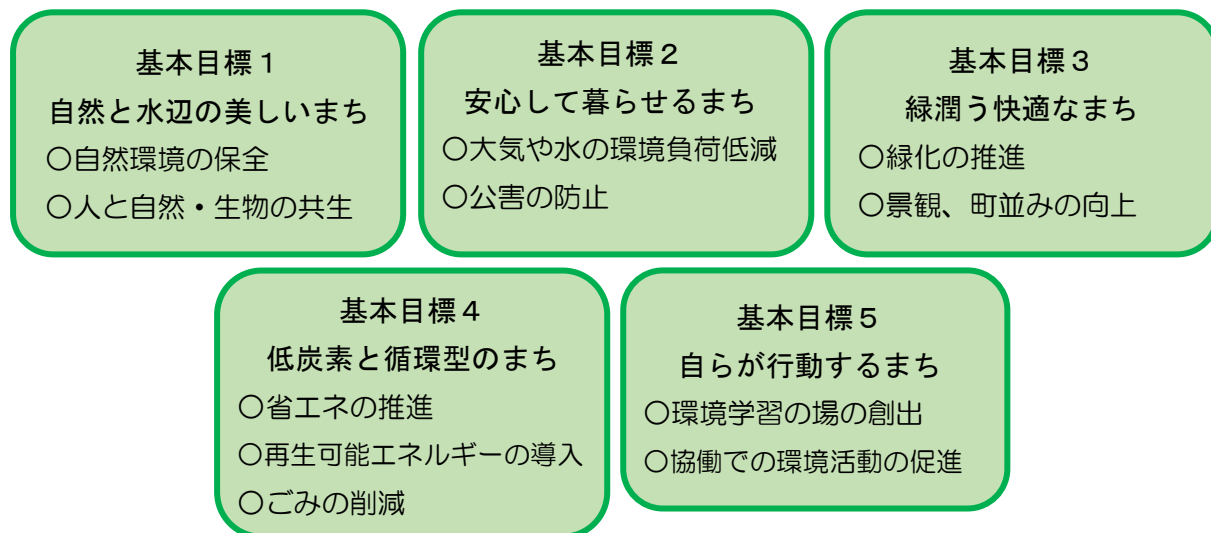 基本目標1
自然と水辺の美しいまち
○自然環境の保全
○人と自然・生物の共生
基本目標2
安心して暮らせるまち
○大気や水の環境負荷低減
○公害の防止
基本目標3
緑潤う快適なまち
○緑化の推進
○景観、町並みの向上
基本目標4
低炭素と循環型のまち
○省エネの推進
○再生可能エネルギーの導入
○ごみの削減
基本目標5
自らが行動するまち
○環境学習の場の創出
○協働での環境活動の促進